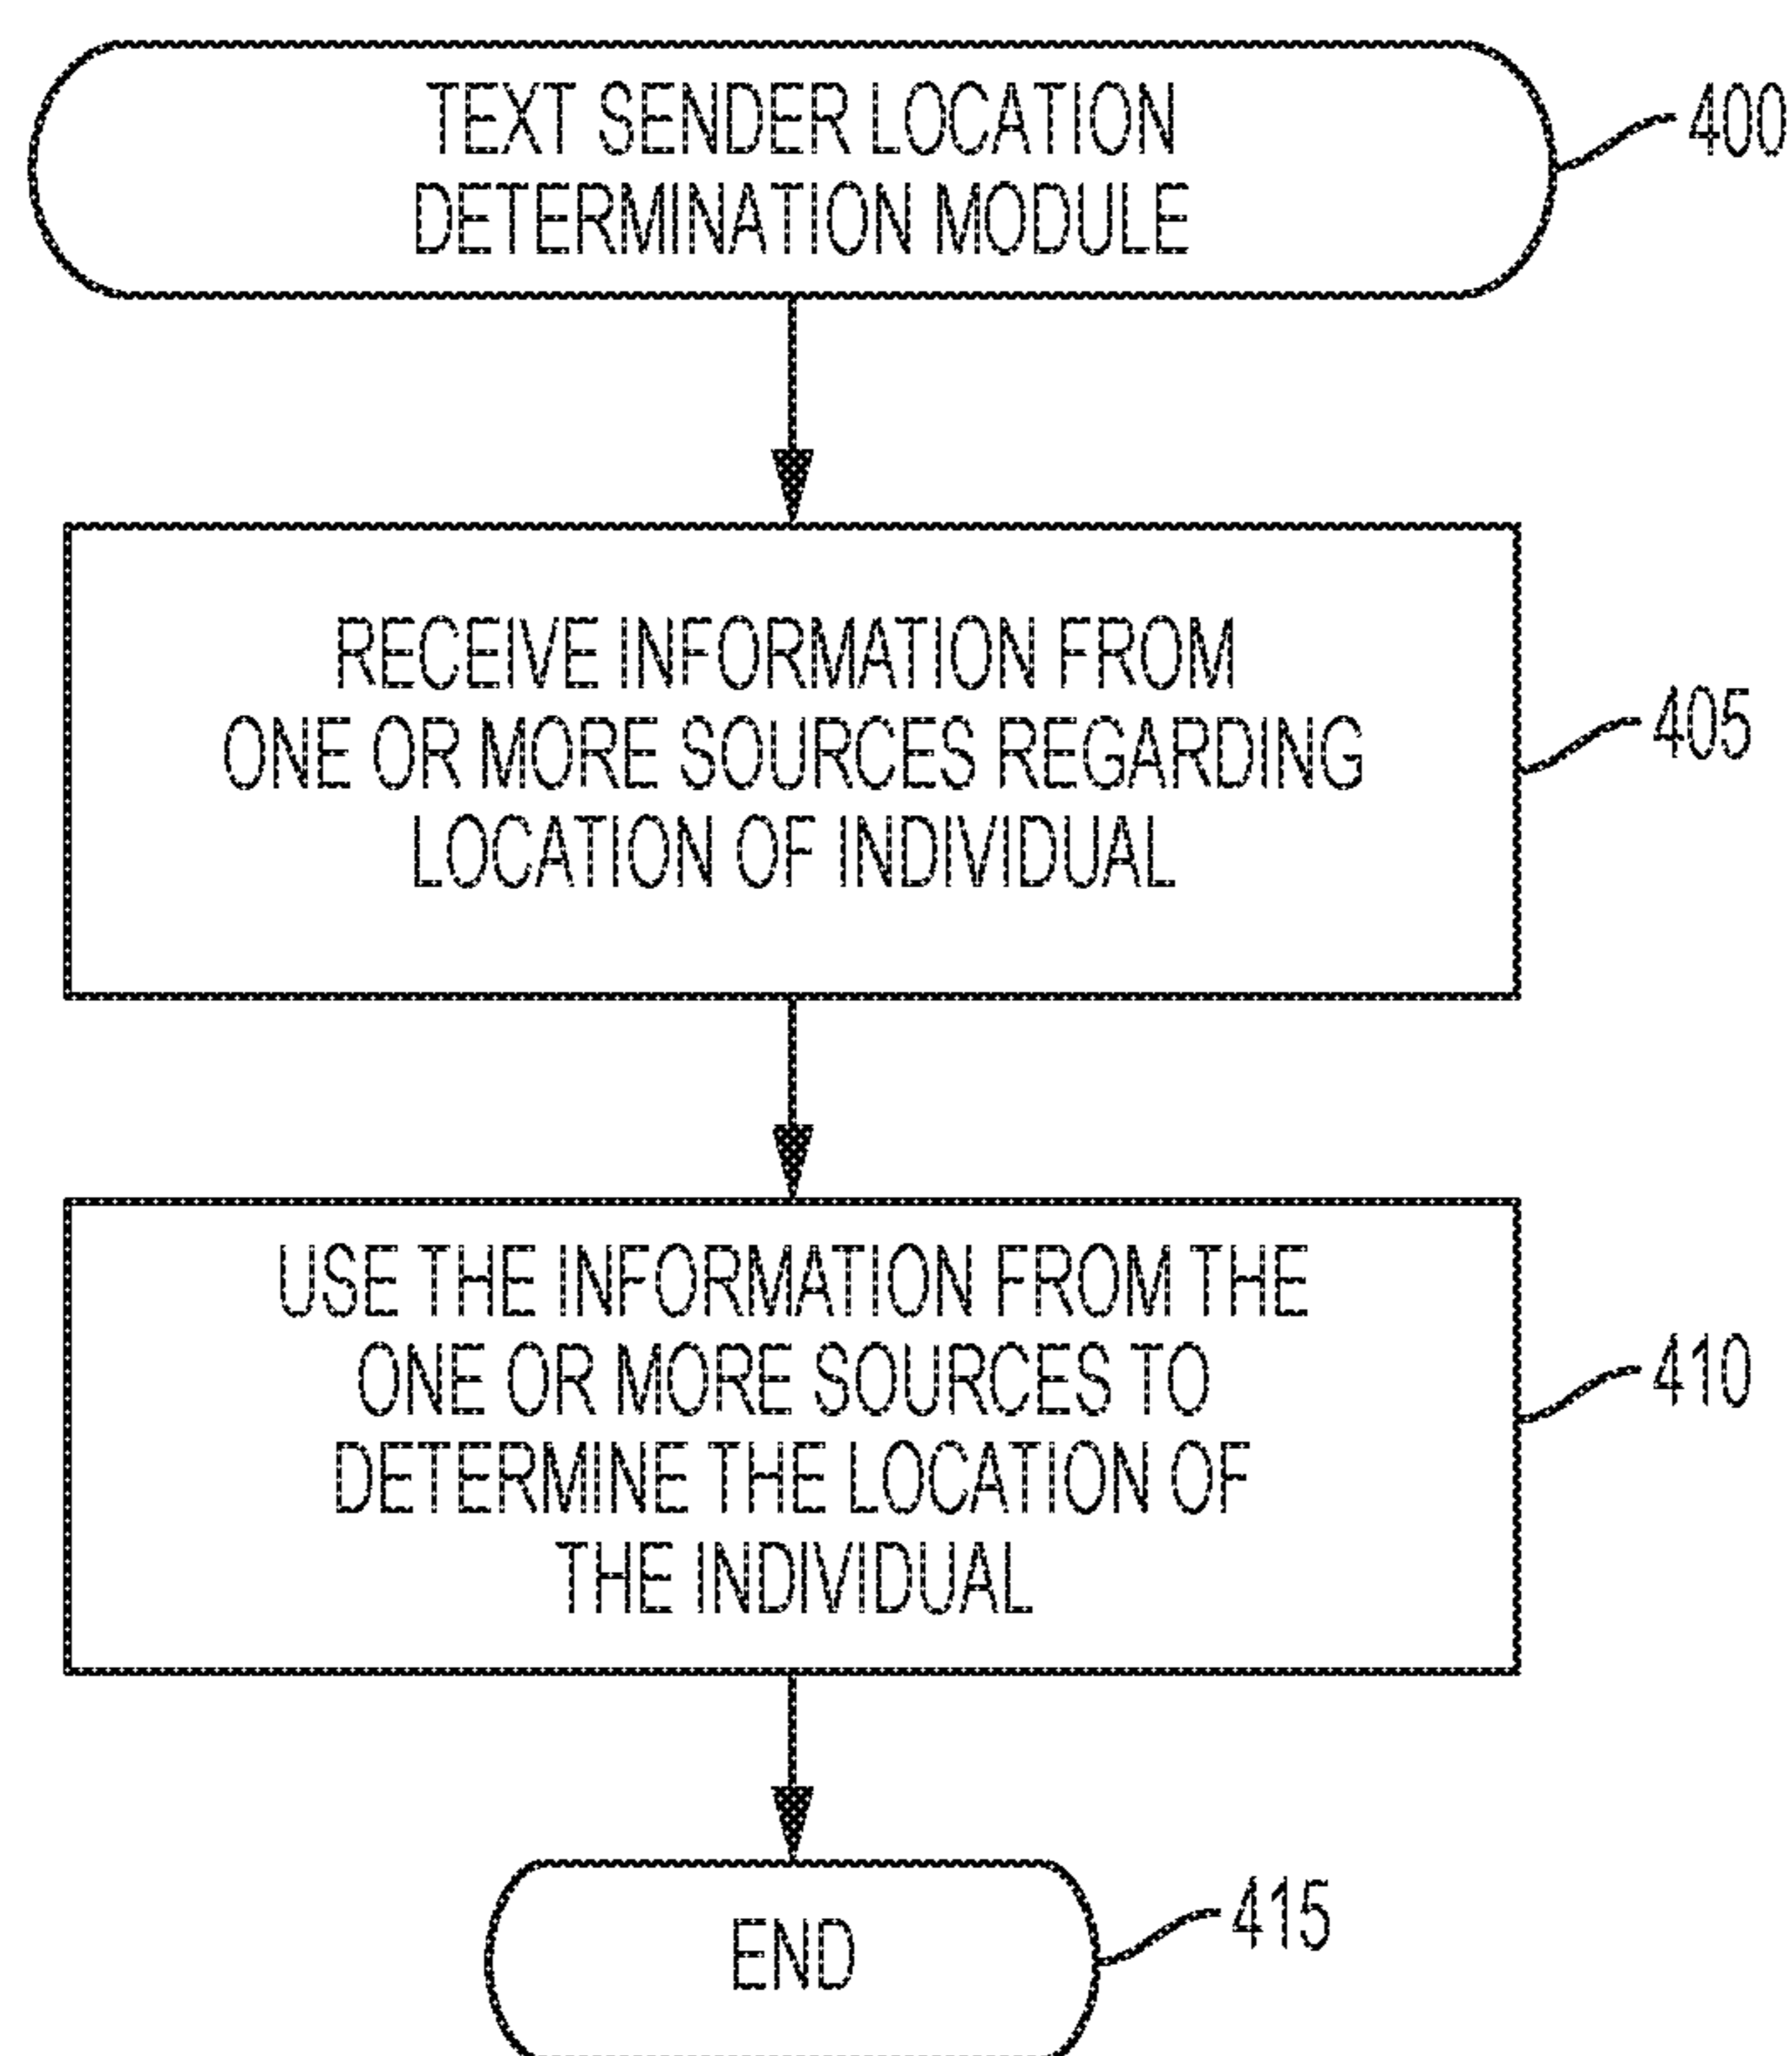 TEXT SENDER LOCATION
DETERMINATION MODULE
400
RECEIVE INFORMATION FROM
ONE OR MORE SOURCES REGARDING
LOCATION OF INDIVIDUAL
405
USE THE INFORMATION FROM THE
ONE OR MORE SOURCES TO
DETERMINE THE LOCATION OF
THE INDIVIDUAL
410
END
415